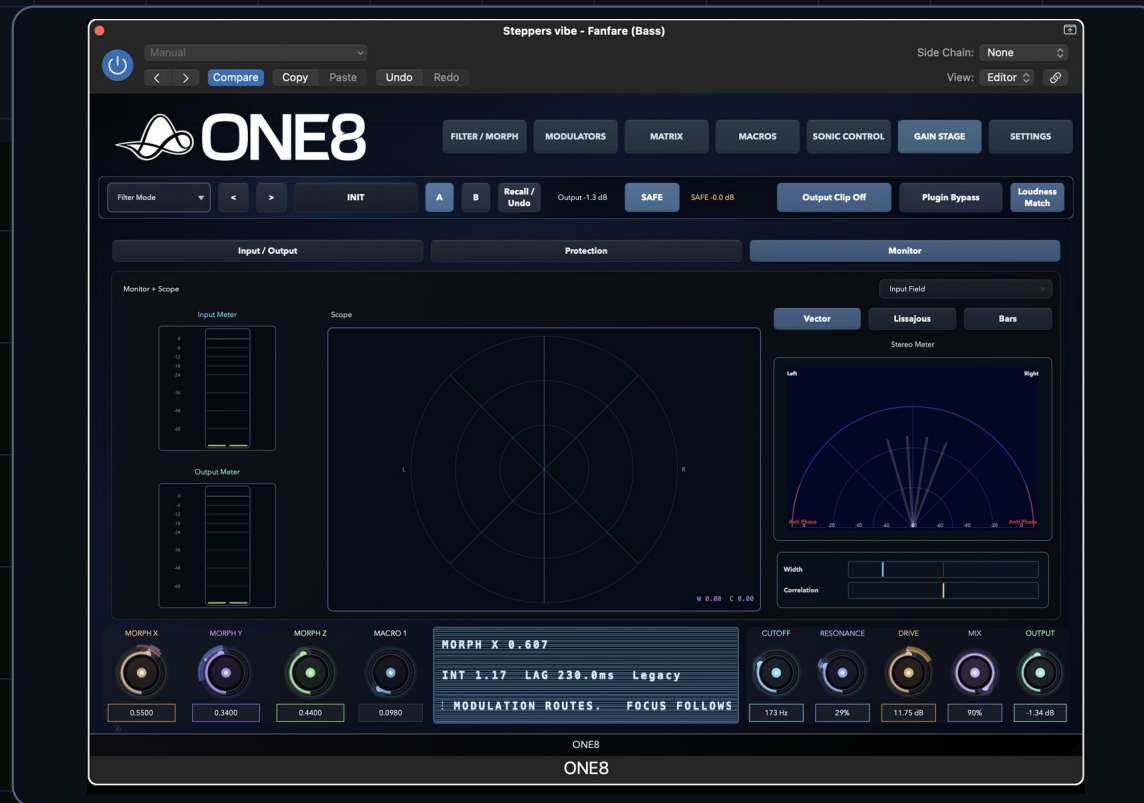 Steppers vibe - Fanfare (Bass)
Manual
Side Chain: None
Compare Copy Paste Undo Redo
View: Editor
ONE8
FILTER / MORPH MODULATORS MATRIX MACROS SONIC CONTROL GAIN STAGE SETTINGS
Filter Mode < > INIT A B Recall / Undo Output -1.3 dB SAFE SAFE -0.0 dB Output Clip Off Plugin Bypass Loudness Match
Input / Output Protection Monitor
Monitor + Scope
Input Field
Input Meter
Scope
Vector Lissajous Bars
Stereo Meter
Left Right
L R
Anti Phase Anti Phase
-20 -40 -60 -60 -40 -20
Output Meter
Width
Correlation
W 0.00 C 0.00
MORPH X MORPH Y MORPH Z MACRO 1
CUTOFF RESONANCE DRIVE MIX OUTPUT
MORPH X 0.607
INT 1.17 LAG 230.0ms Legacy
: MODULATION ROUTES. FOCUS FOLLOWS
0.5500 0.3400 0.4400 0.0980
173 Hz 29% 11.75 dB 90% -1.34 dB
ONE8
ONE8